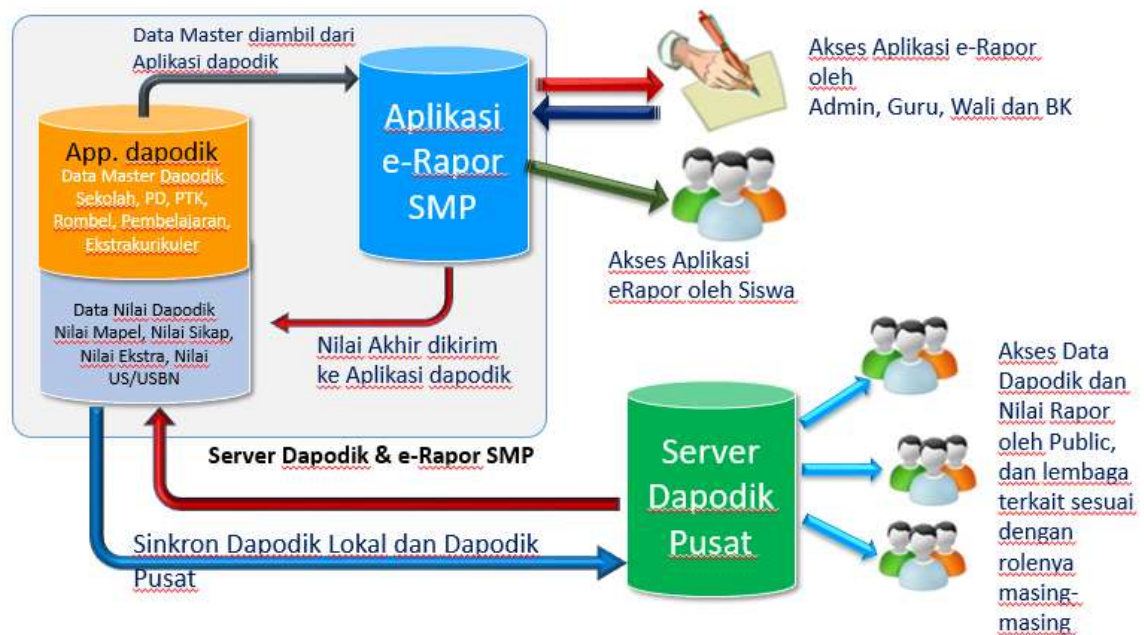 Data Master diambil dari
Aplikasi dapodik
App. dapodik
Data Master Dapodik
Sekolah, PD, PTK,
Rombel, Pembelajaran,
Ekstrakurikuler
Data Nilai Dapodik
Nilai Mapel, Nilai Sikap,
Nilai Ekstra, Nilai
US/USBN
Aplikasi
e-Rapor
SMP
Nilai Akhir dikirim
ke Aplikasi dapodik
Server Dapodik & e-Rapor SMP
Akses Aplikasi e-Rapor
oleh
Admin, Guru, Wali dan BK
Akses Aplikasi
eRapor oleh Siswa
Sinkron Dapodik Lokal dan Dapodik
Pusat
Server
Dapodik
Pusat
Akses Data
Dapodik dan
Nilai Rapor
oleh Public,
dan lembaga
terkait sesuai
dengan
rolenya
masing-
masing